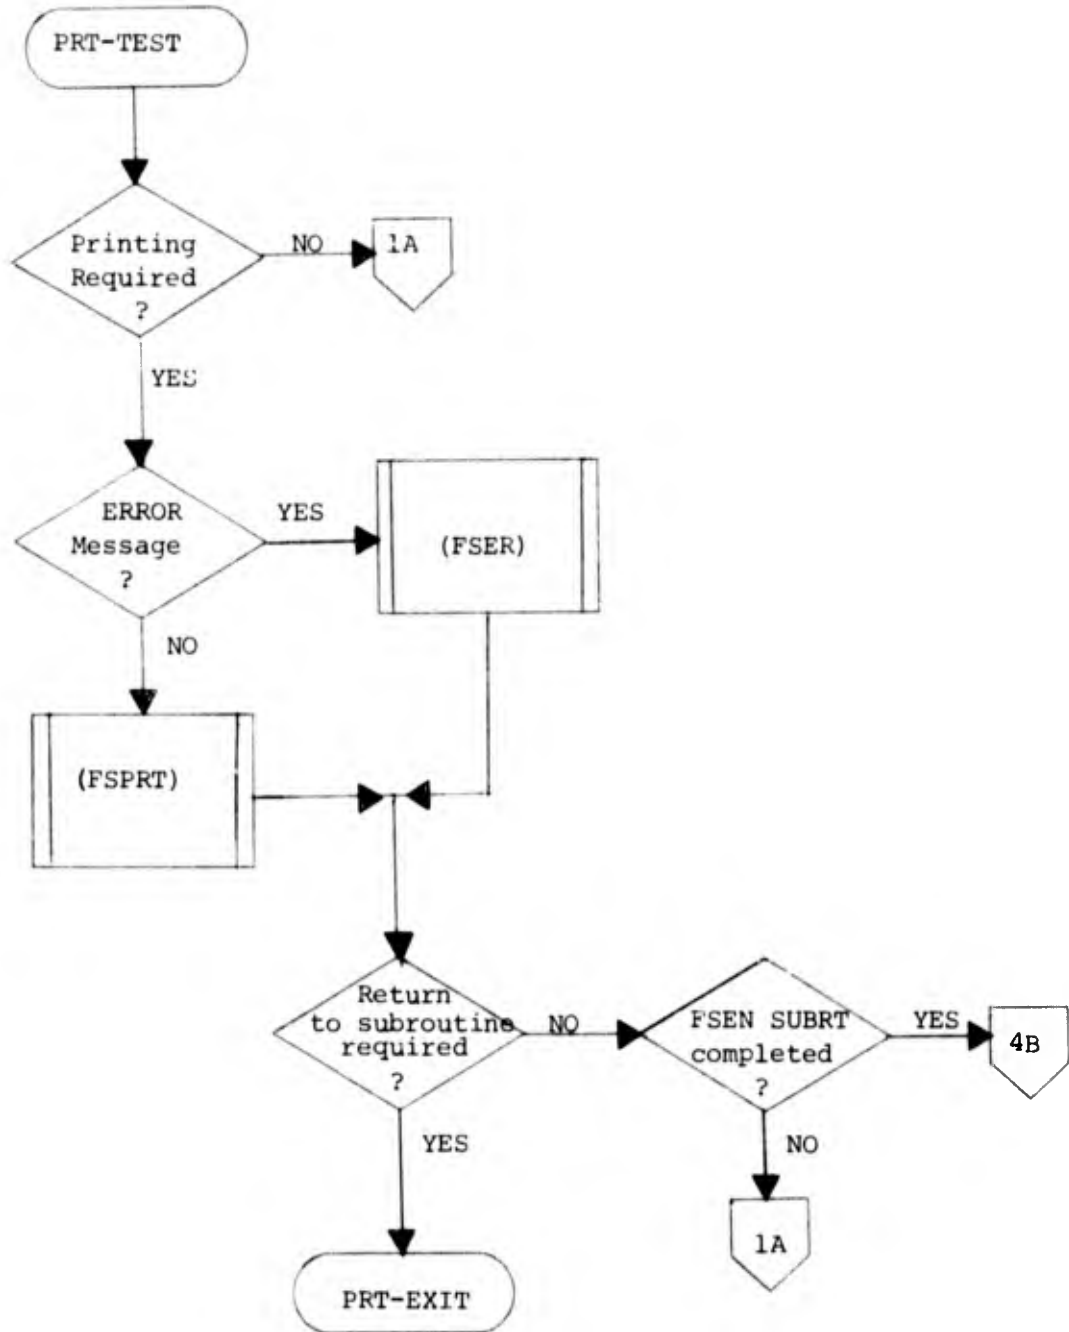 PRT-TEST
Printing
Required
?
NO
1A
YES
ERROR
Message
?
YES
(FSER)
NO
(FSPRT)
Return
to subroutine
required
?
NO
FSEN SUBRT
completed
?
YES
4B
YES
NO
1A
PRT-EXIT